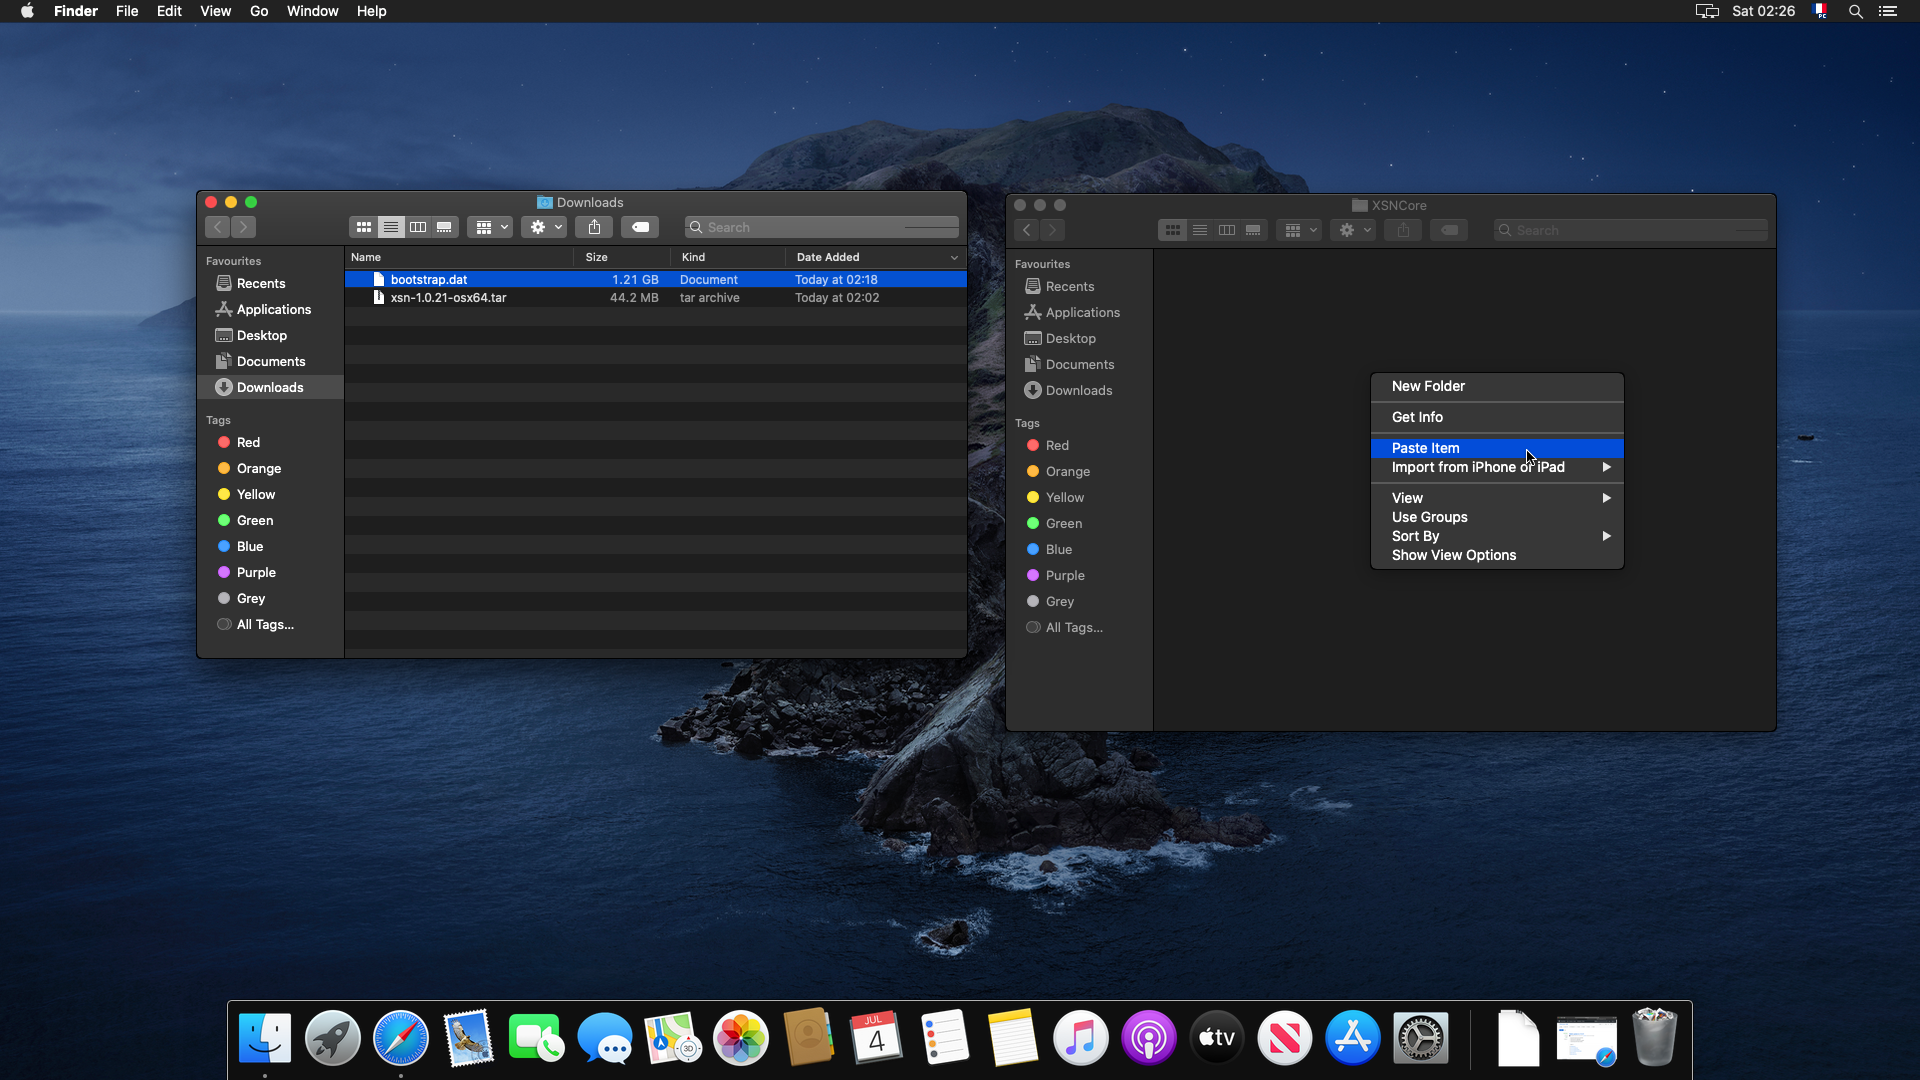 Finder File Edit View Go Window Help
Sat 02:26
Downloads
Search
Favourites
Recents
Applications
Desktop
Documents
Downloads
Tags
Red
Orange
Yellow
Green
Blue
Purple
Grey
All Tags...
Name Size Kind Date Added
bootstrap.dat 1.21 GB Document Today at 02:18
xsn-1.0.21-osx64.tar 44.2 MB tar archive Today at 02:02
XSNCore
Search
Favourites
Recents
Applications
Desktop
Documents
Downloads
Tags
Red
Orange
Yellow
Green
Blue
Purple
Grey
All Tags...
New Folder
Get Info
Paste Item
Import from iPhone or iPad
View
Use Groups
Sort By
Show View Options
JUL
4
3D
tv